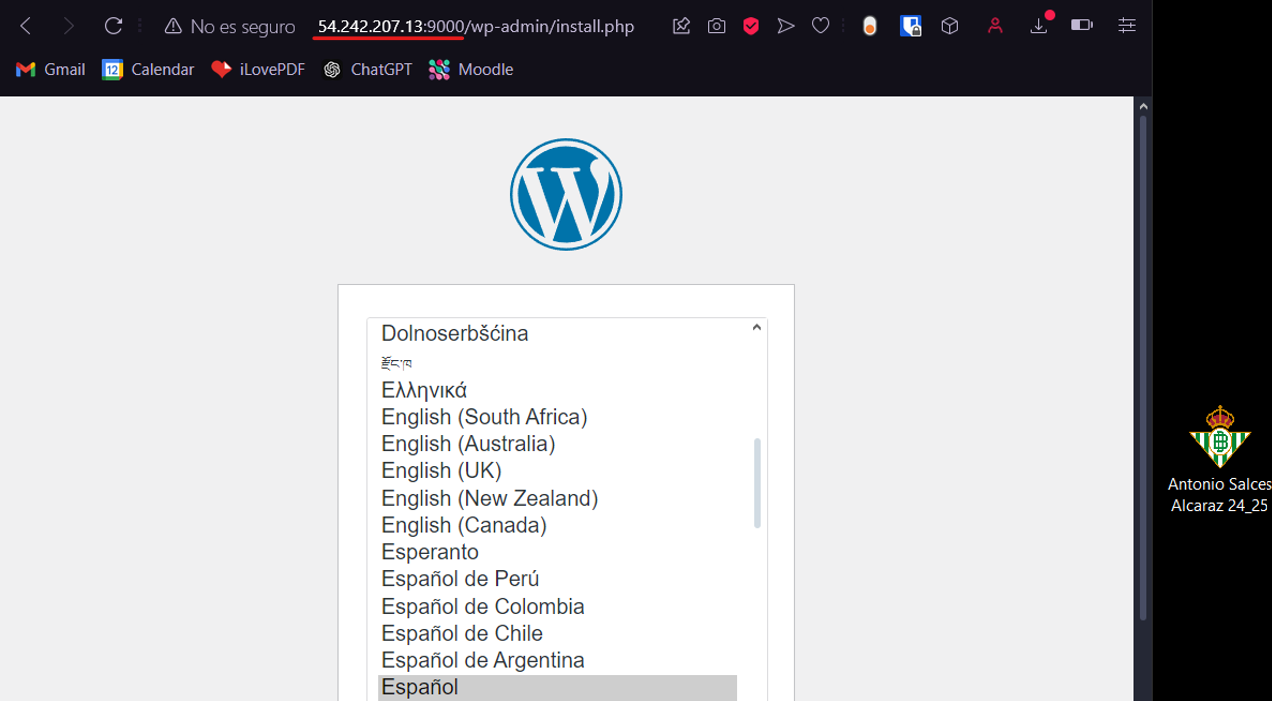 No es seguro 54.242.207.13:9000/wp-admin/install.php
Gmail 12 Calendar iLovePDF ChatGPT Moodle
W
Dolnoserbšćina
རྫོང་ཁ
Ελληνικά
English (South Africa)
English (Australia)
English (UK)
English (New Zealand)
English (Canada)
Esperanto
Español de Perú
Español de Colombia
Español de Chile
Español de Argentina
Español
Antonio Salces
Alcaraz 24_25